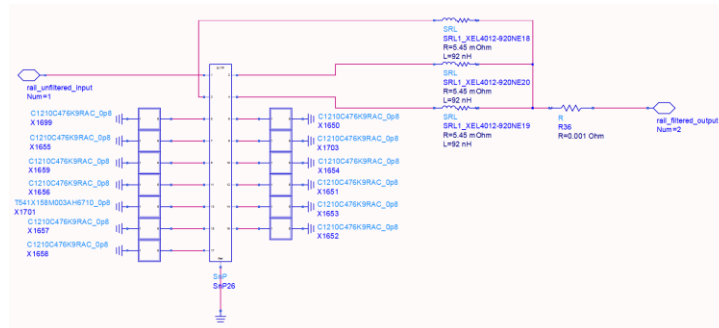 SRL
SRL1_XEL4012-920NE18
R=5.45 mOhm
L=92 nH
rail_unfiltered_input
Num=1
SRL
SRL1_XEL4012-920NE20
R=5.45 mOhm
L=92 nH
SRL
SRL1_XEL4012-920NE19
R=5.45 mOhm
L=92 nH
R
R36
R=0.001 Ohm
rail_filtered_output
Num=2
C1210C476K9RAC_0p8
X1699
C1210C476K9RAC_0p8
X1650
C1210C476K9RAC_0p8
X1655
C1210C476K9RAC_0p8
X1703
C1210C476K9RAC_0p8
X1659
C1210C476K9RAC_0p8
X1654
C1210C476K9RAC_0p8
X1656
C1210C476K9RAC_0p8
X1651
T541X158M003AH6710_0p8
X1701
C1210C476K9RAC_0p8
X1653
C1210C476K9RAC_0p8
X1657
C1210C476K9RAC_0p8
X1652
C1210C476K9RAC_0p8
X1658
SnP
SnP26